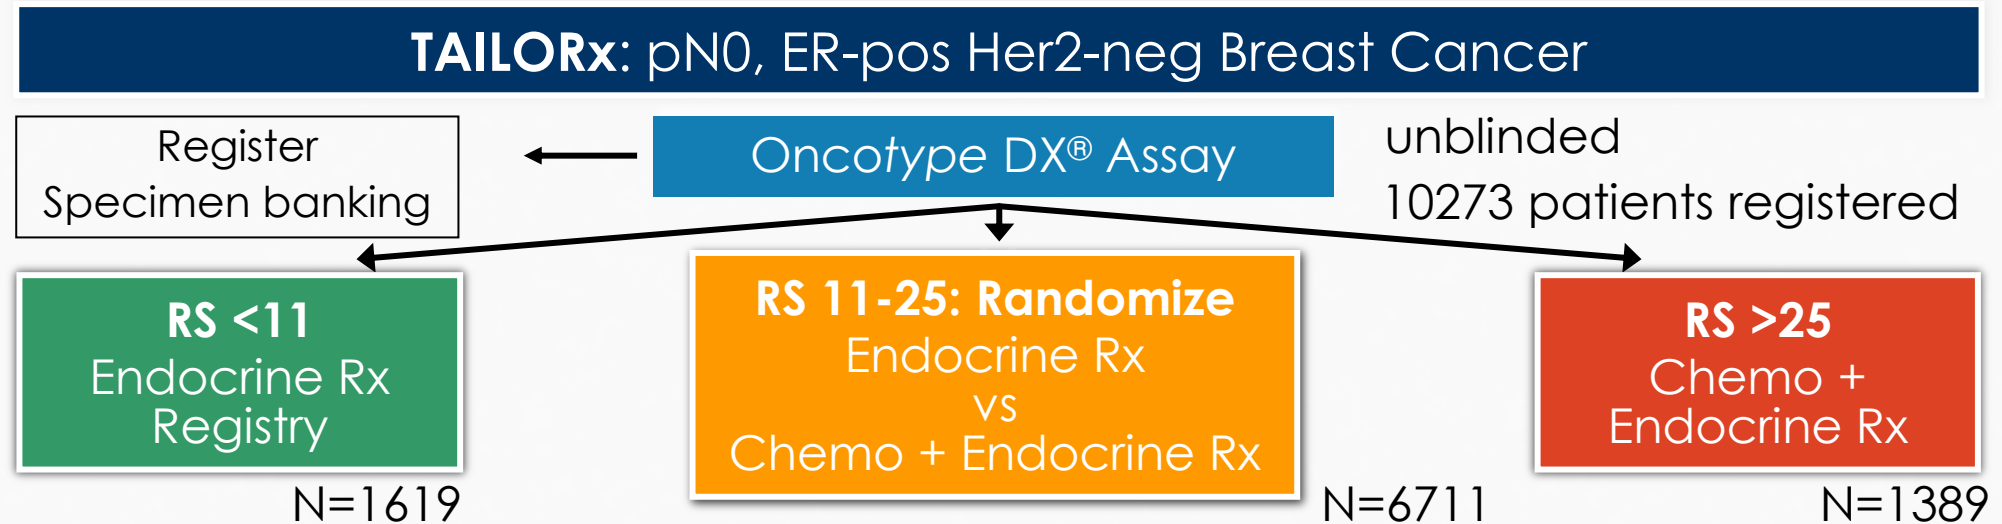 TAILORx: pN0, ER-pos Her2-neg Breast Cancer
Register
Specimen banking
Oncotype DX® Assay
unblinded
10273 patients registered
RS <11
Endocrine Rx
Registry
N=1619
RS 11-25: Randomize
Endocrine Rx
vs
Chemo + Endocrine Rx
N=6711
RS >25
Chemo +
Endocrine Rx
N=1389